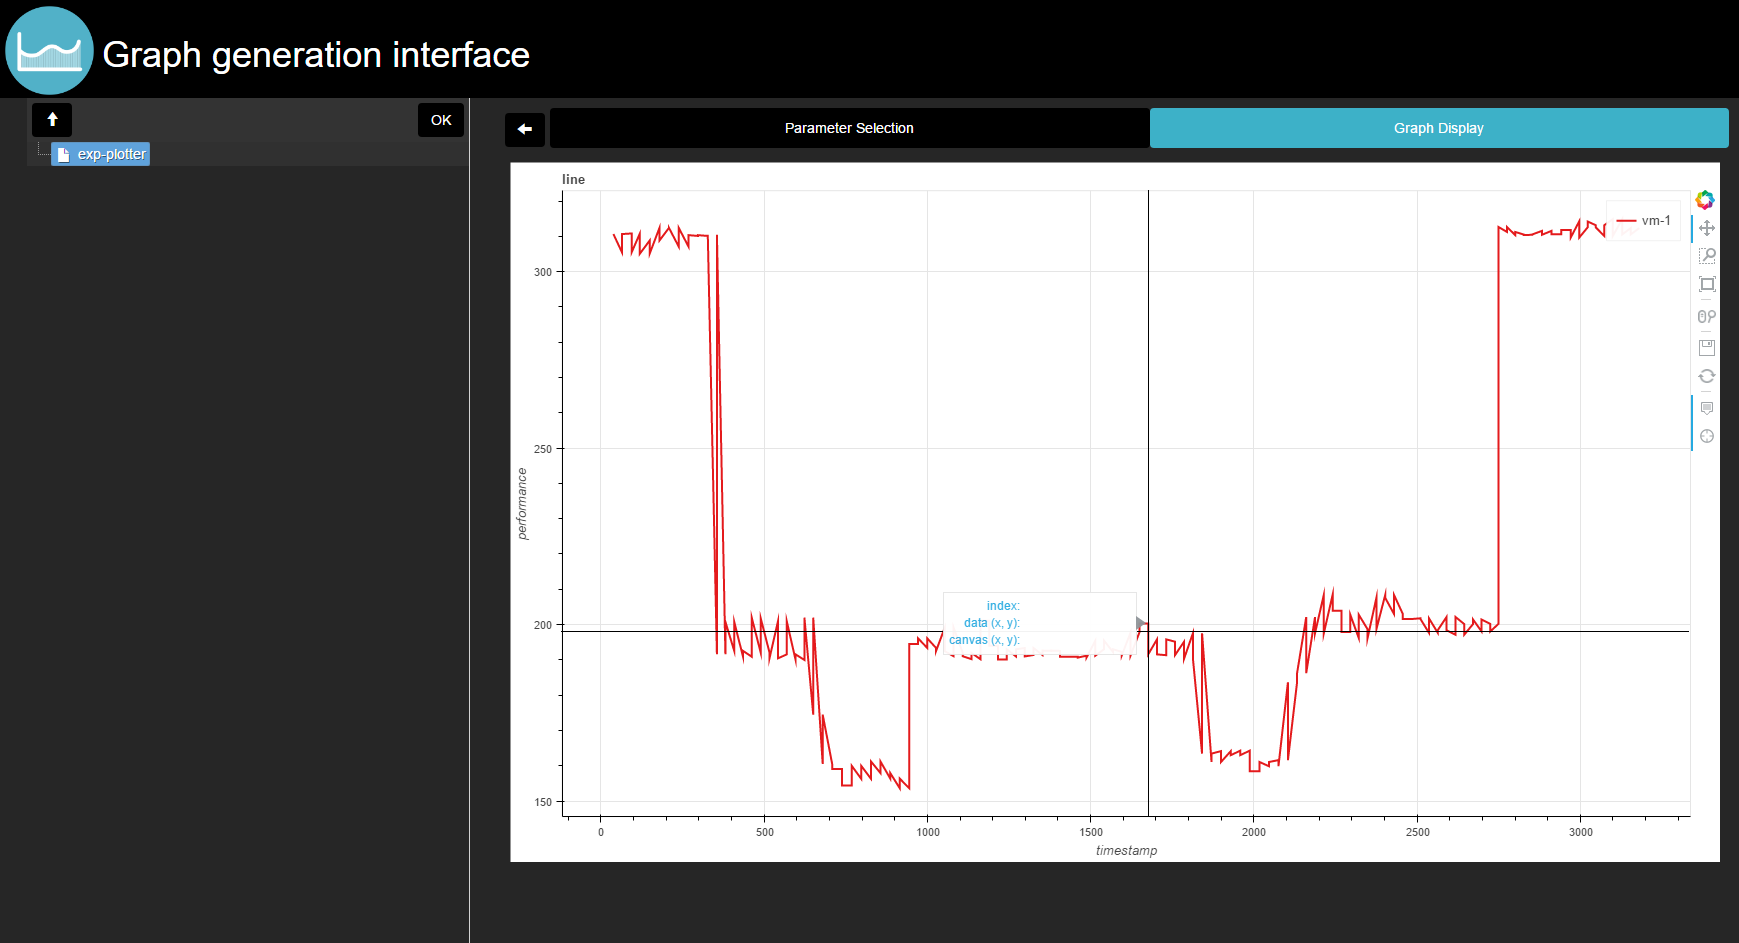 Graph generation interface
OK
exp-plotter
Parameter Selection
Graph Display
line
vm-1
300
250
200
150
performance
index:
data (x, y):
canvas (x, y):
0
500
1000
1500
2000
2500
3000
timestamp